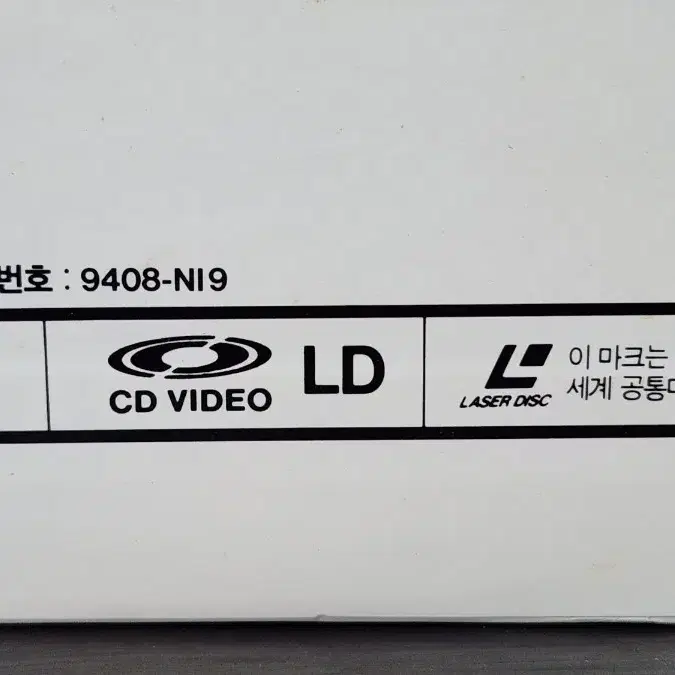 번호 : 9408-NI9
CD VIDEO
LD
LASER DISC
이 마크는
세계 공통